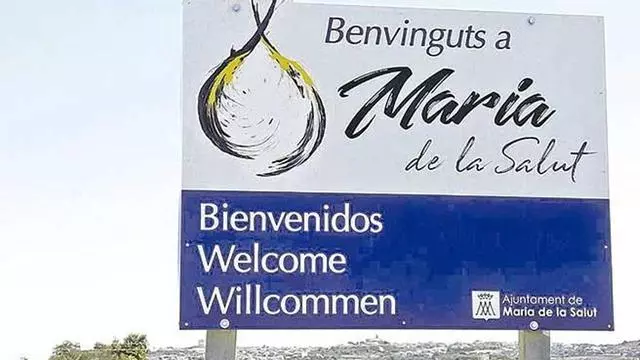 Benvinguts a
Maria
de la Salut
Bienvenidos
Welcome
Willcommen
Ajuntament de
Maria de la Salut